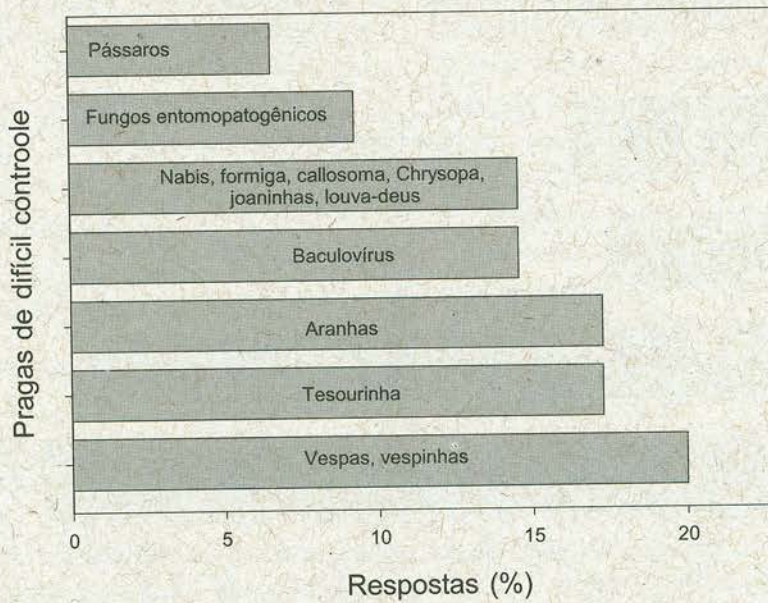 Pragas de difícil controole
Pássaros
Fungos entomopatogênicos
Nabis, formiga, callosoma, Chrysopa,
joaninhas, louva-deus
Baculovírus
Aranhas
Tesourinha
Vespas, vespinhas
0 5 10 15 20
Respostas (%)